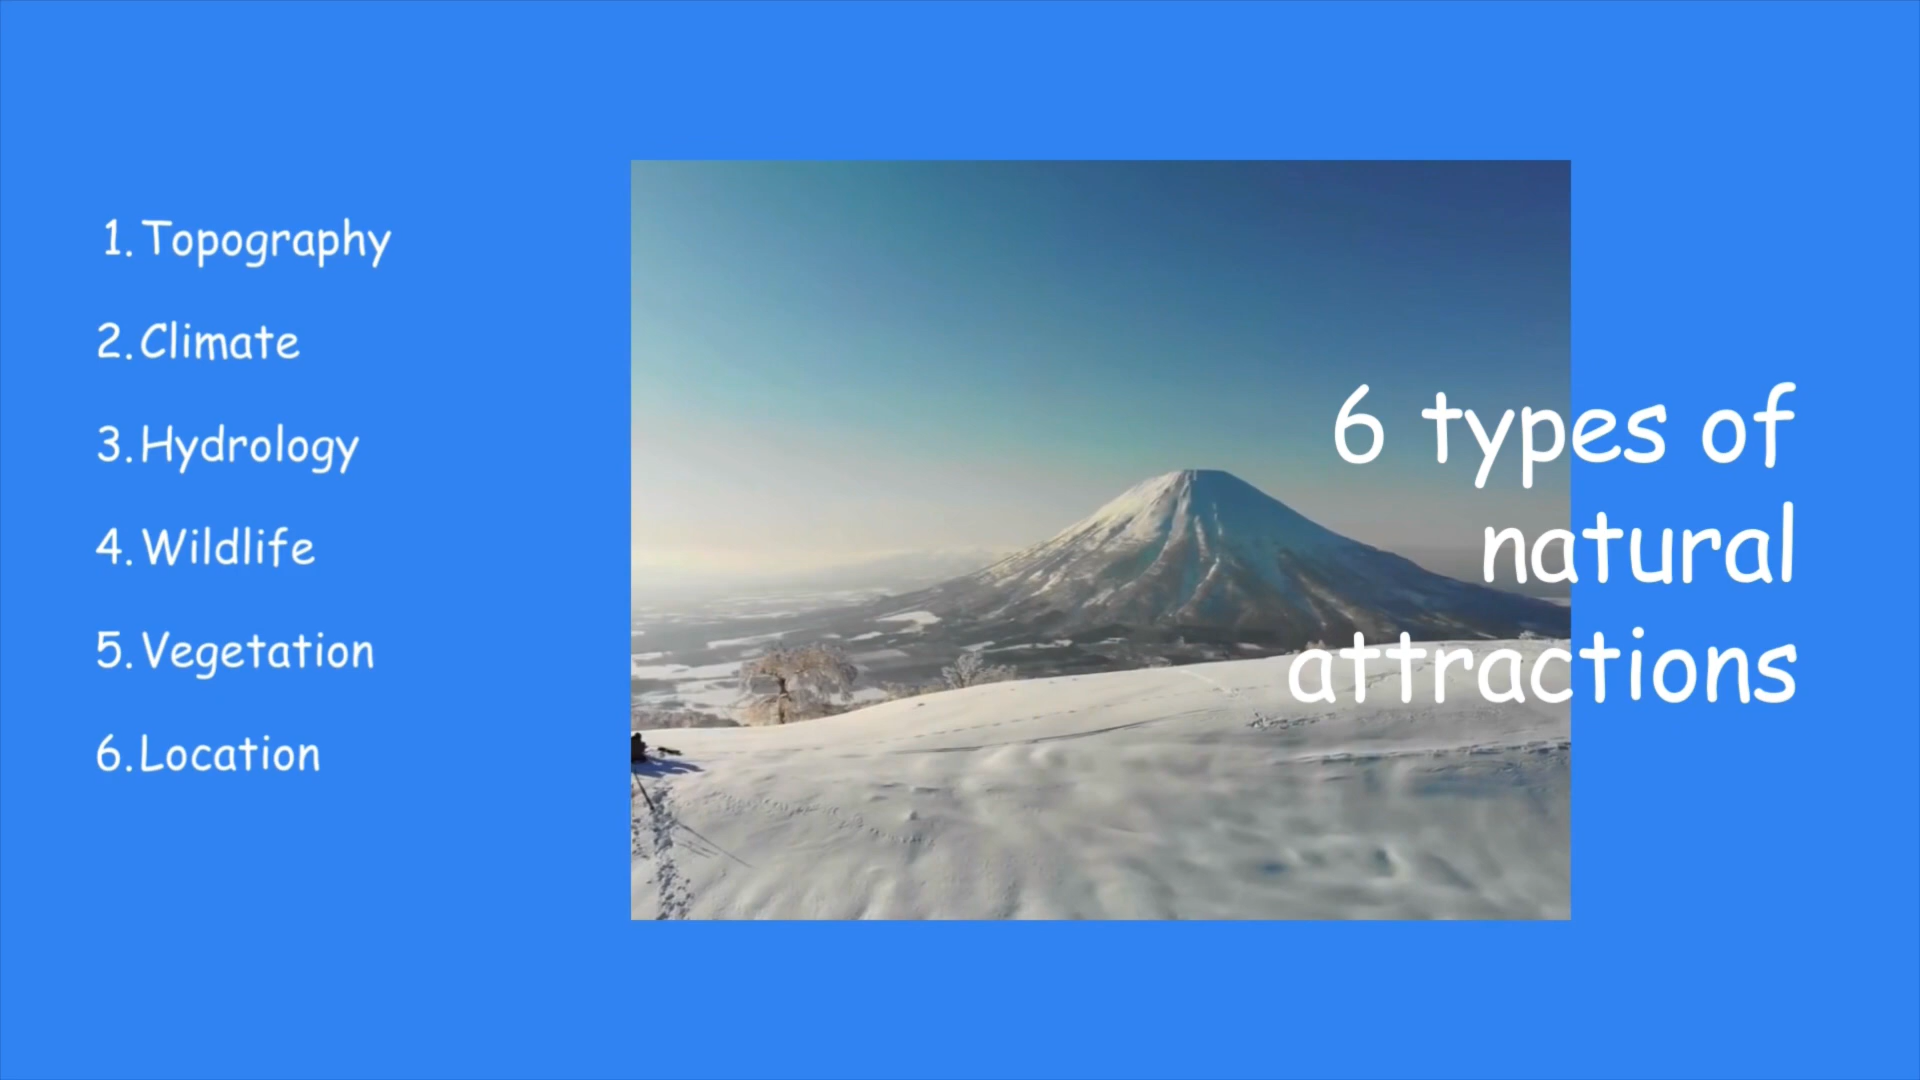 1. Topography
2. Climate
3. Hydrology
4. Wildlife
5. Vegetation
6. Location
6 types of
natural
attractions